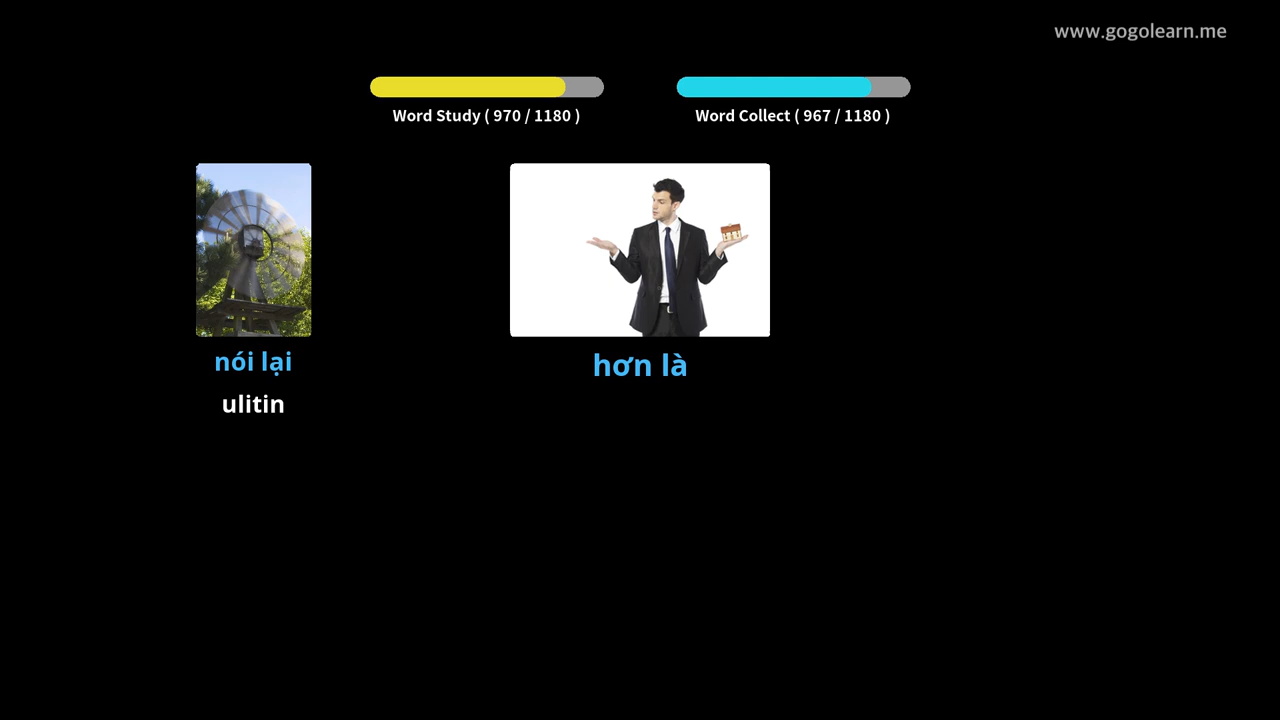 www.gogolearn.me
Word Study ( 970 / 1180 )
Word Collect ( 967 / 1180 )
nói lại
ulitin
hơn là